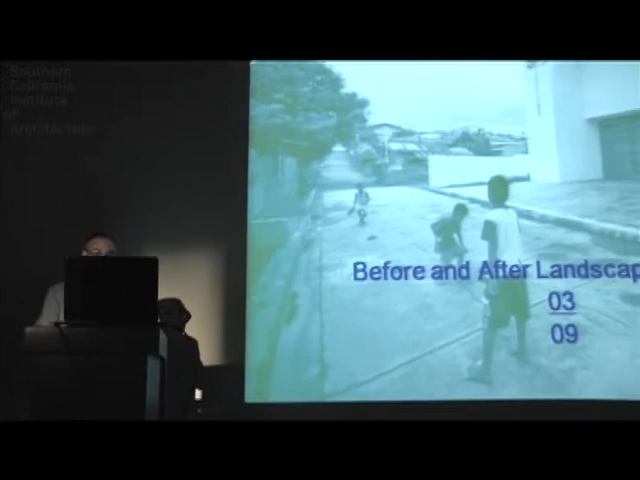 Southern
California
Institute
of
Architecture
Before and After Landscap
03
09